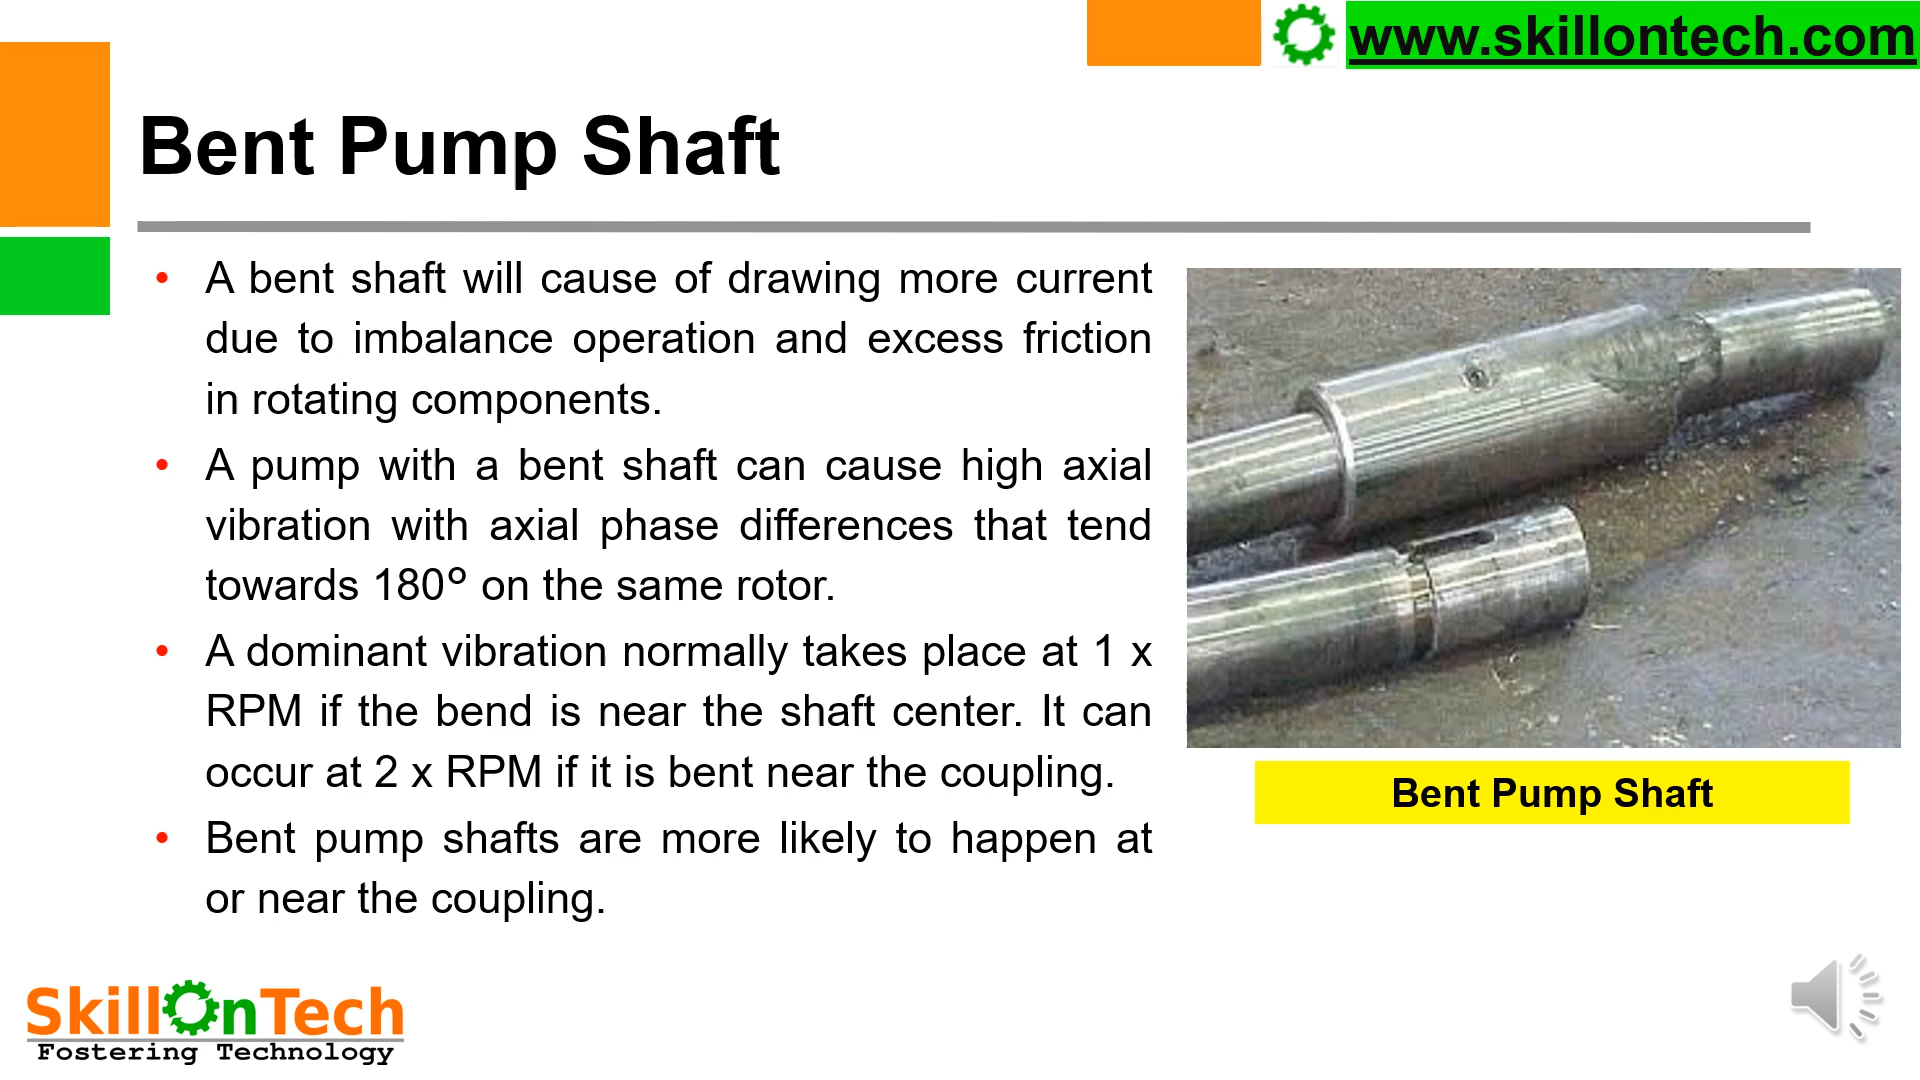 www.skillontech.com
Bent Pump Shaft
• A bent shaft will cause of drawing more current
due to imbalance operation and excess friction
in rotating components.
• A pump with a bent shaft can cause high axial
vibration with axial phase differences that tend
towards 180° on the same rotor.
• A dominant vibration normally takes place at 1 x
RPM if the bend is near the shaft center. It can
occur at 2 x RPM if it is bent near the coupling.
• Bent pump shafts are more likely to happen at
or near the coupling.
Bent Pump Shaft
SkillOnTech
Fostering Technology